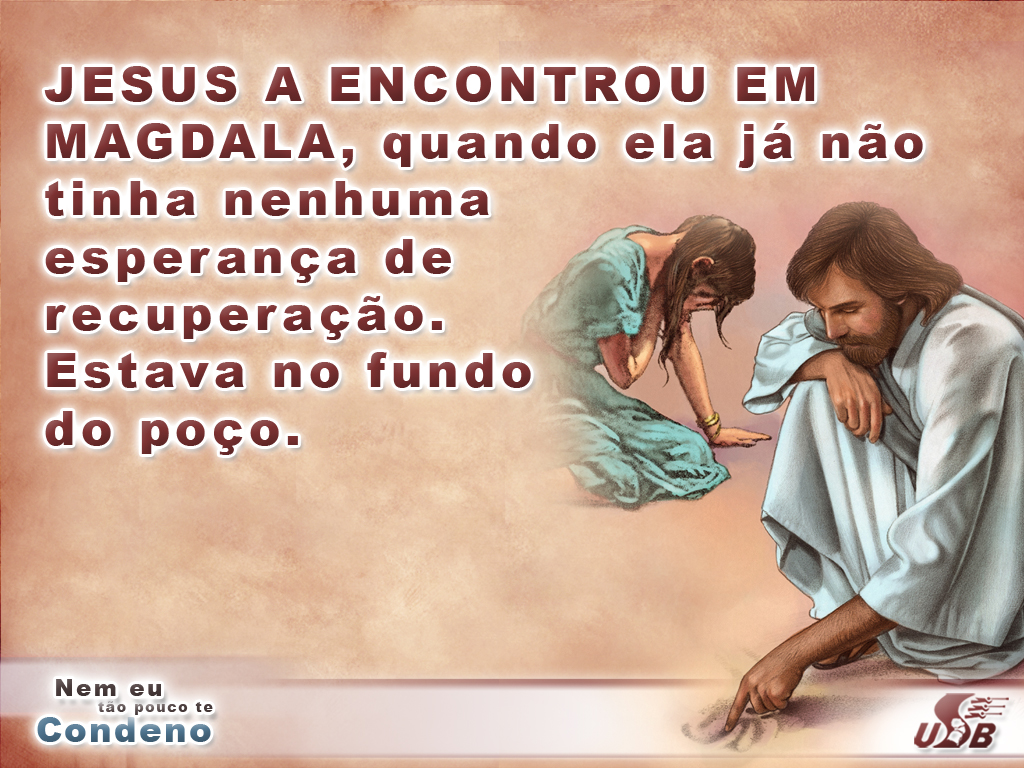 JESUS A ENCONTROU EM
MAGDALA, quando ela já não
tinha nenhuma
esperança de
recuperação.
Estava no fundo
do poço.
Nem eu
tão pouco te
Condeno
USB